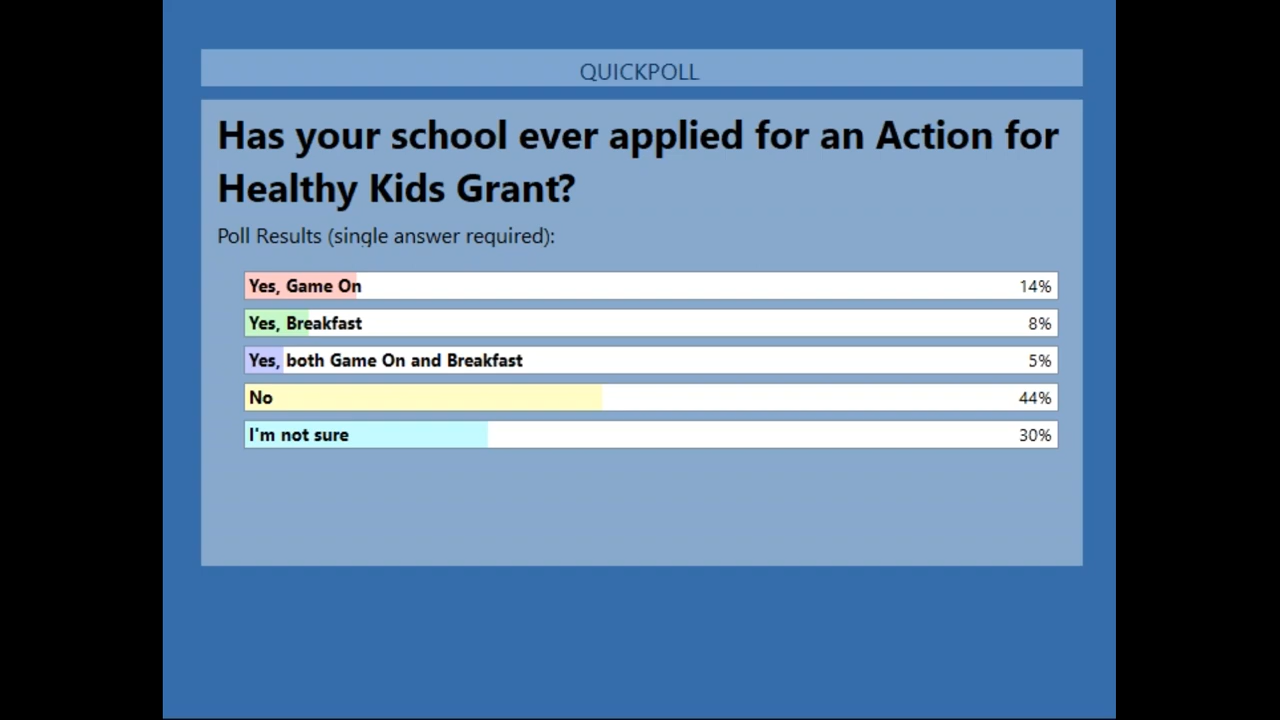 QUICKPOLL
Has your school ever applied for an Action for
Healthy Kids Grant?
Poll Results (single answer required):
Yes, Game On 14%
Yes, Breakfast 8%
Yes, both Game On and Breakfast 5%
No 44%
I'm not sure 30%